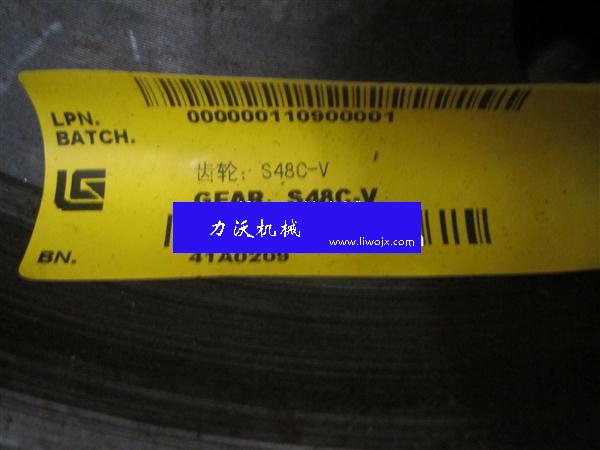 LPN.
BATCH.
000000110900001
齿轮: S48C-V
GEAR, S48C-V
力沃机械
www.liwojx.com
BN.
41A0209